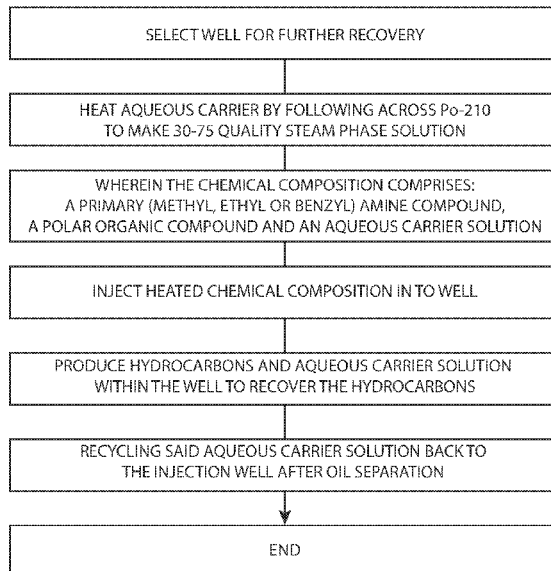 SELECT WELL FOR FURTHER RECOVERY
HEAT AQUEOUS CARRIER BY FOLLOWING ACROSS Po-210
TO MAKE 30-75 QUALITY STEAM PHASE SOLUTION
WHEREIN THE CHEMICAL COMPOSITION COMPRISES:
A PRIMARY (METHYL, ETHYL OR BENZYL) AMINE COMPOUND,
A POLAR ORGANIC COMPOUND AND AN AQUEOUS CARRIER SOLUTION
INJECT HEATED CHEMICAL COMPOSITION IN TO WELL
PRODUCE HYDROCARBONS AND AQUEOUS CARRIER SOLUTION
WITHIN THE WELL TO RECOVER THE HYDROCARBONS
RECYCLING SAID AQUEOUS CARRIER SOLUTION BACK TO
THE INJECTION WELL AFTER OIL SEPARATION
END